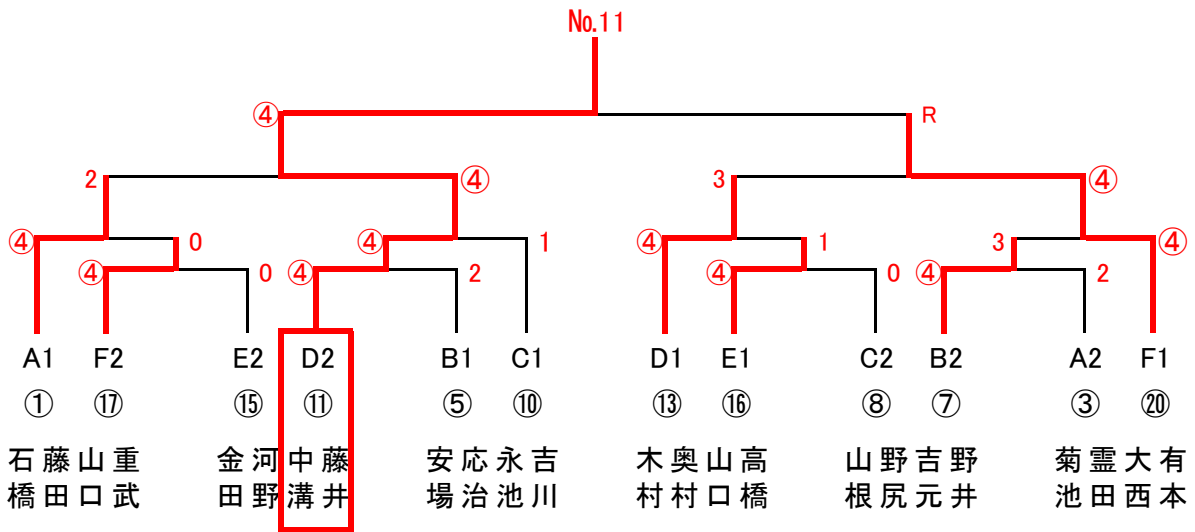 No.11
④ R
2 ④ 3 ④
④ 0 ④ 1 ④ 1 3 ④
④ 0 ④ 2 ④ 0 ④ 2
A1 F2 E2 D2 B1 C1 D1 E1 C2 B2 A2 F1
① ⑰ ⑮ ⑪ ⑤ ⑩ ⑬ ⑯ ⑧ ⑦ ③ ⑳
石藤山重 金河中藤 安応永吉 木奥山高 山野吉野 菊霊大有
橋田口武 田野溝井 場治池川 村村口橋 根尻元井 池田西本